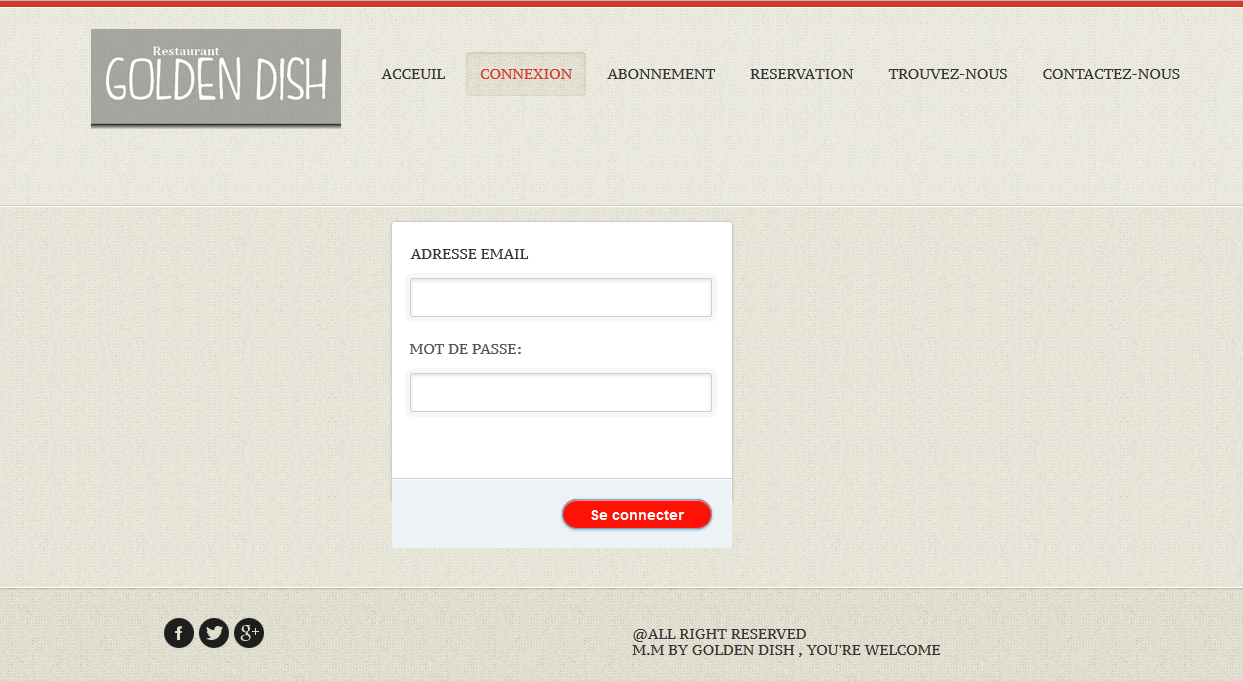 Restaurant
GOLDEN DISH
ACCEUIL CONNEXION ABONNEMENT RESERVATION TROUVEZ-NOUS CONTACTEZ-NOUS
ADRESSE EMAIL
MOT DE PASSE:
Se connecter
@ALL RIGHT RESERVED
M.M BY GOLDEN DISH , YOU'RE WELCOME